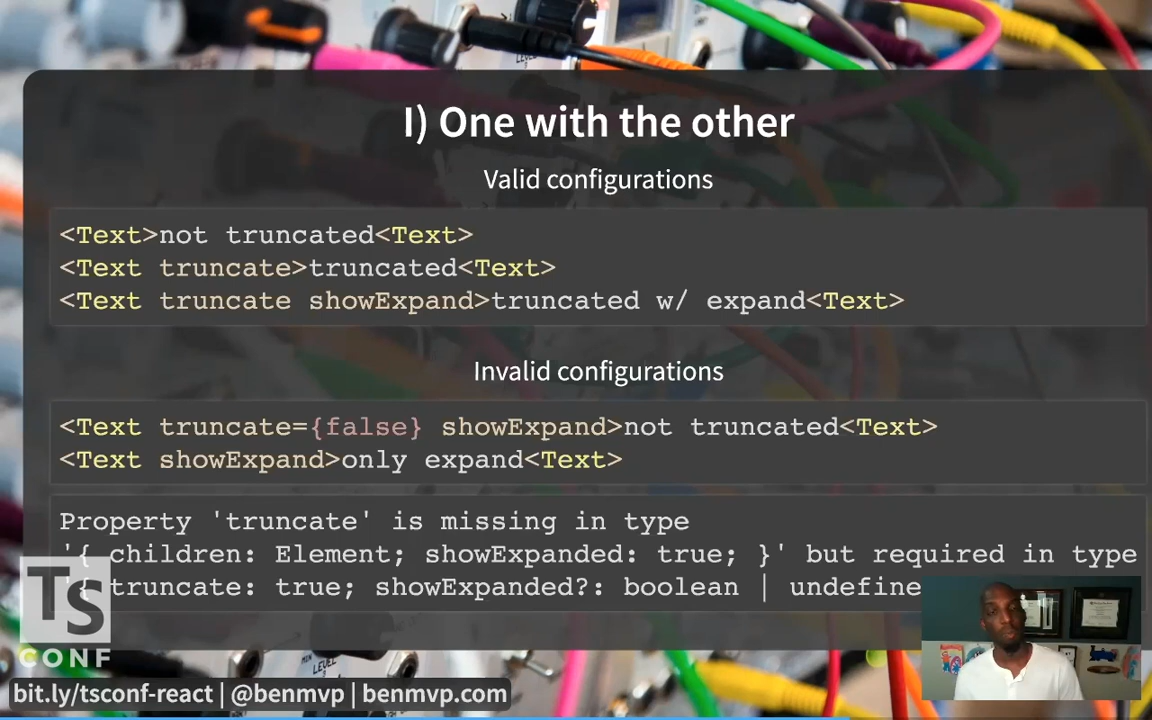 I) One with the other
Valid configurations
<Text>not truncated<Text>
<Text truncate>truncated<Text>
<Text truncate showExpand>truncated w/ expand<Text>
Invalid configurations
<Text truncate={false} showExpand>not truncated<Text>
<Text showExpand>only expand<Text>
Property 'truncate' is missing in type
'{ children: Element; showExpanded: true; }' but required in type
'{ truncate: true; showExpanded?: boolean | undefine
TS
CONF
bit.ly/tsconf-react | @benmvp | benmvp.com